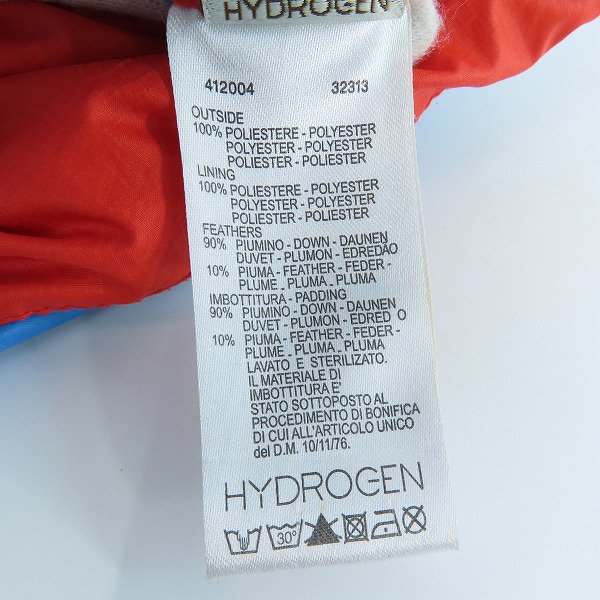 HYDROGEN
412004 32313
OUTSIDE
100% POLIESTERE - POLYESTER
POLYESTER - POLYESTER
POLIESTER - POLIESTER
LINING
100% POLIESTERE - POLYESTER
POLYESTER - POLYESTER
POLIESTER - POLIESTER
FEATHERS
90% PIUMINO - DOWN - DAUNEN
DUVET - PLUMON - EDREDÃO
10% PIUMA - FEATHER - FEDER -
PLUME - PLUMA - PLUMA
IMBOTTITURA - PADDING
90% PIUMINO - DOWN - DAUNEN
DUVET - PLUMON - EDRED O
10% PIUMA - FEATHER - FEDER -
PLUME - PLUMA - PLUMA
LAVATO E STERILIZATO.
IL MATERIALE DI
IMBOTTITURA E'
STATO SOTTOPOSTO AL
PROCEDIMENTO DI BONIFICA
DI CUI ALL'ARTICOLO UNICO
del D.M. 10/11/76.
HYDROGEN
30°